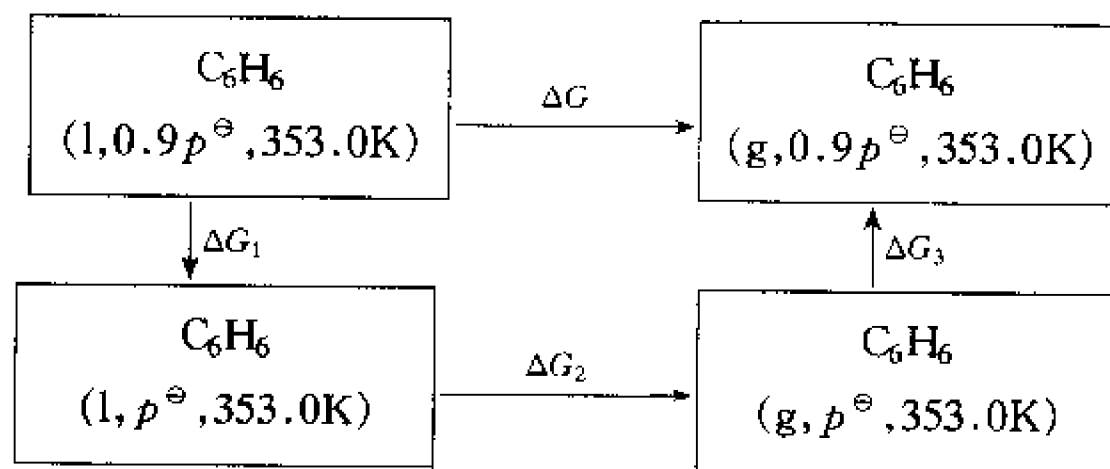 C₆H₆
(l,0.9p⊖,353.0K)
ΔG
C₆H₆
(g,0.9p⊖,353.0K)
ΔG₁
ΔG₃
C₆H₆
(l,p⊖,353.0K)
ΔG₂
C₆H₆
(g,p⊖,353.0K)